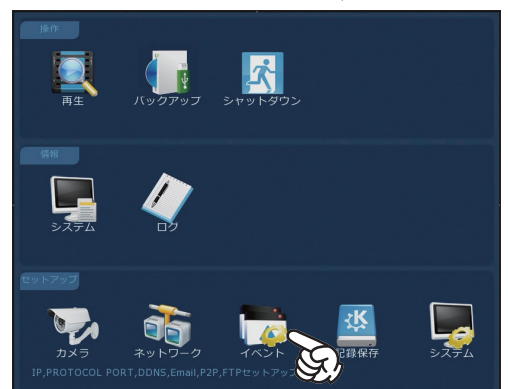 操作
再生
バックアップ
シャットダウン
情報
システム
ログ
セットアップ
カメラ
ネットワーク
イベント
記録保存
システム
IP,PROTOCOL PORT,DDNS,Email,P2P,FTPセットアップ